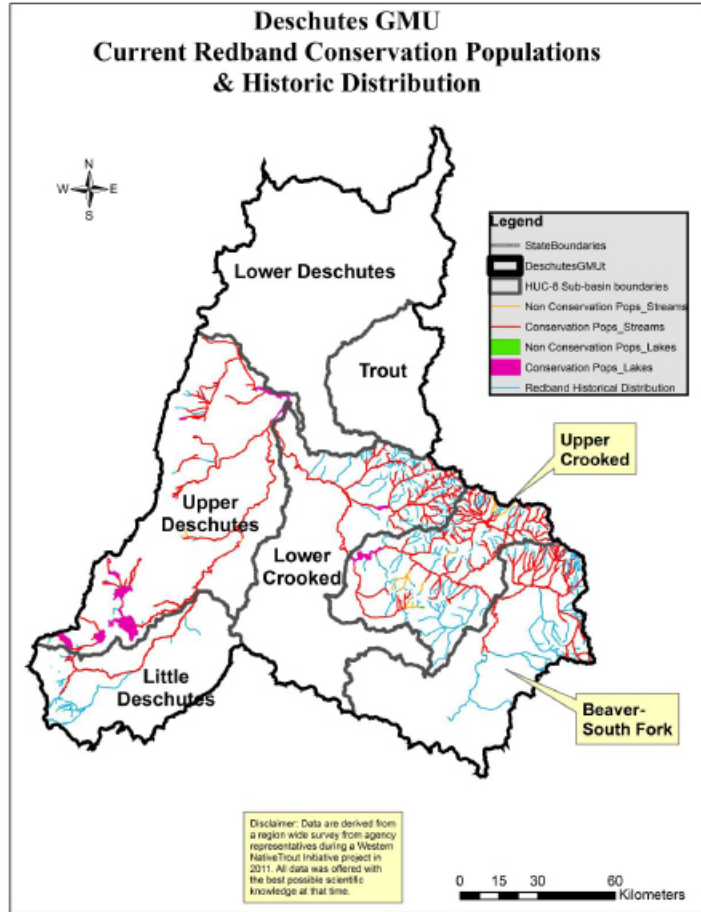 Deschutes GMU
Current Redband Conservation Populations
& Historic Distribution
N
W E
S
Legend
StateBoundaries
DeschutesGMUt
HUC-8 Sub-basin boundaries
Non Conservation Pops_Streams
Conservation Pops_Streams
Non Conservation Pops_Lakes
Conservation Pops_Lakes
Redband Historical Distribution
Lower Deschutes
Trout
Upper
Crooked
Upper
Deschutes
Lower
Crooked
Little
Deschutes
Beaver-
South Fork
Disclaimer: Data are derived from
a region wide survey from agency
representatives during a Western
NativeTrout Initiative project in
2011. All data was offered with
the best possible scientific
knowledge at that time.
0 15 30 60
Kilometers